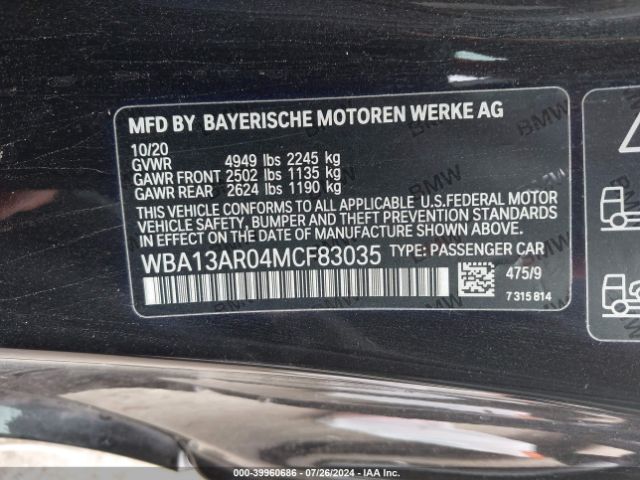 MFD BY BAYERISCHE MOTOREN WERKE AG
10/20
GVWR 4949 lbs 2245 kg
GAWR FRONT 2502 lbs 1135 kg
GAWR REAR 2624 lbs 1190 kg
THIS VEHICLE CONFORMS TO ALL APPLICABLE U.S.FEDERAL MOTOR
VEHICLE SAFETY, BUMPER AND THEFT PREVENTION STANDARDS
IN EFFECT ON THE DATE OF MANUFACTURE SHOWN ABOVE.
WBA13AR04MCF83035 TYPE: PASSENGER CAR
475/9
7 315 814
000-39960686 - 07/26/2024 - IAA Inc.